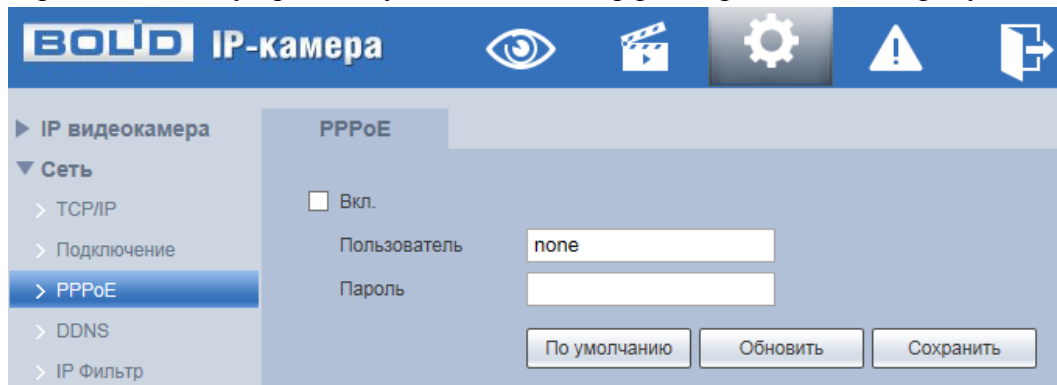 BOLID IP-камера
IP видеокамера
PPPoE
Сеть
Вкл.
TCP/IP
Пользователь none
Подключение
Пароль
PPPoE
DDNS
По умолчанию Обновить Сохранить
IP Фильтр